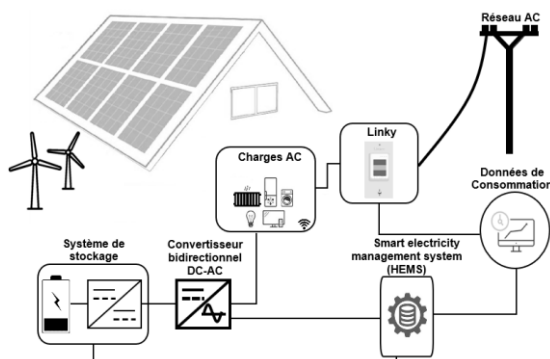 Réseau AC
Linky
Charges AC
Données de
Consommation
Système de
stockage
Convertisseur
bidirectionnel
DC-AC
Smart electricity
management system
(HEMS)